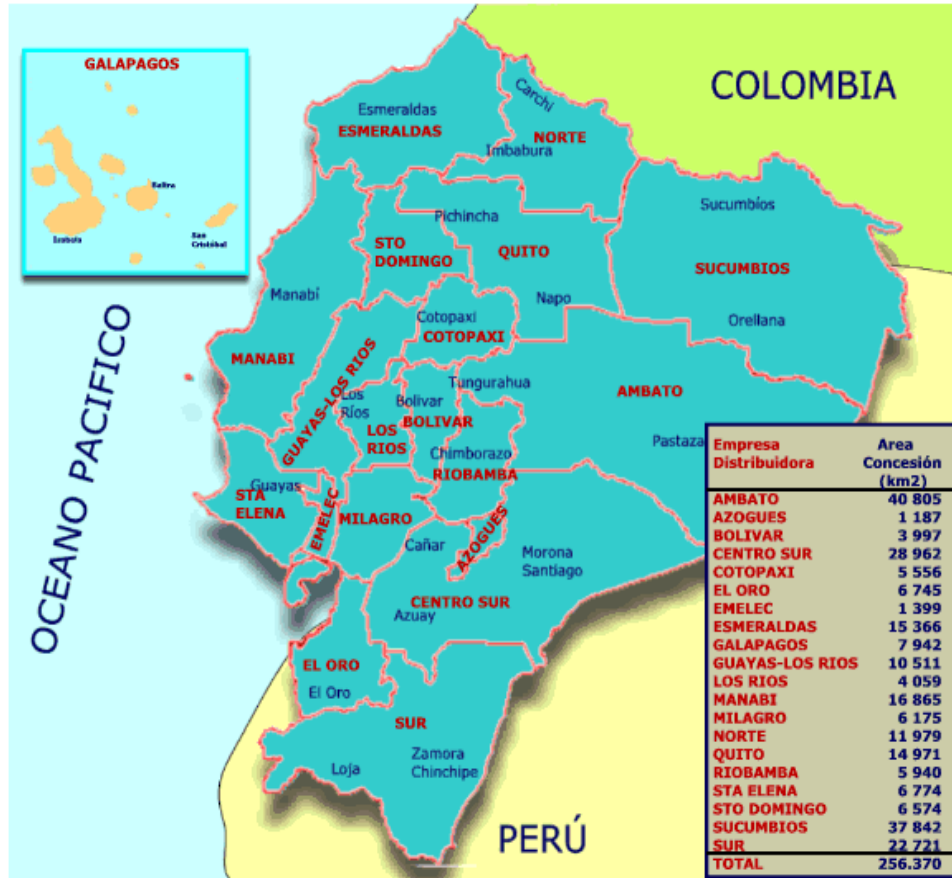 GALAPAGOS
Baltra
Isabela
San
Cristóbal
COLOMBIA
Carchi
Esmeraldas
ESMERALDAS
NORTE
Imbabura
Sucumbíos
Pichincha
STO
DOMINGO
QUITO
SUCUMBIOS
Manabí
Napo
Cotopaxi
Orellana
COTOPAXI
MANABI
GUAYAS-LOS RIOS
Tungurahua
AMBATO
Los
Ríos
Bolivar
BOLIVAR
LOS
RIOS
Pastaza
Chimborazo
RIOBAMBA
Guayas
STA
ELENA
EMELEC
MILAGRO
AZOGUES
Cañar
Morona
Santiago
CENTRO SUR
Azuay
EL ORO
El Oro
SUR
Zamora
Chinchipe
Loja
OCEANO PACIFICO
PERÚ
Empresa Area
Distribuidora Concesión
(km2)
AMBATO 40 805
AZOGUES 1 187
BOLIVAR 3 997
CENTRO SUR 28 962
COTOPAXI 5 556
EL ORO 6 745
EMELEC 1 399
ESMERALDAS 15 366
GALAPAGOS 7 942
GUAYAS-LOS RIOS 10 511
LOS RIOS 4 059
MANABI 16 865
MILAGRO 6 175
NORTE 11 979
QUITO 14 971
RIOBAMBA 5 940
STA ELENA 6 774
STO DOMINGO 6 574
SUCUMBIOS 37 842
SUR 22 721
TOTAL 256.370